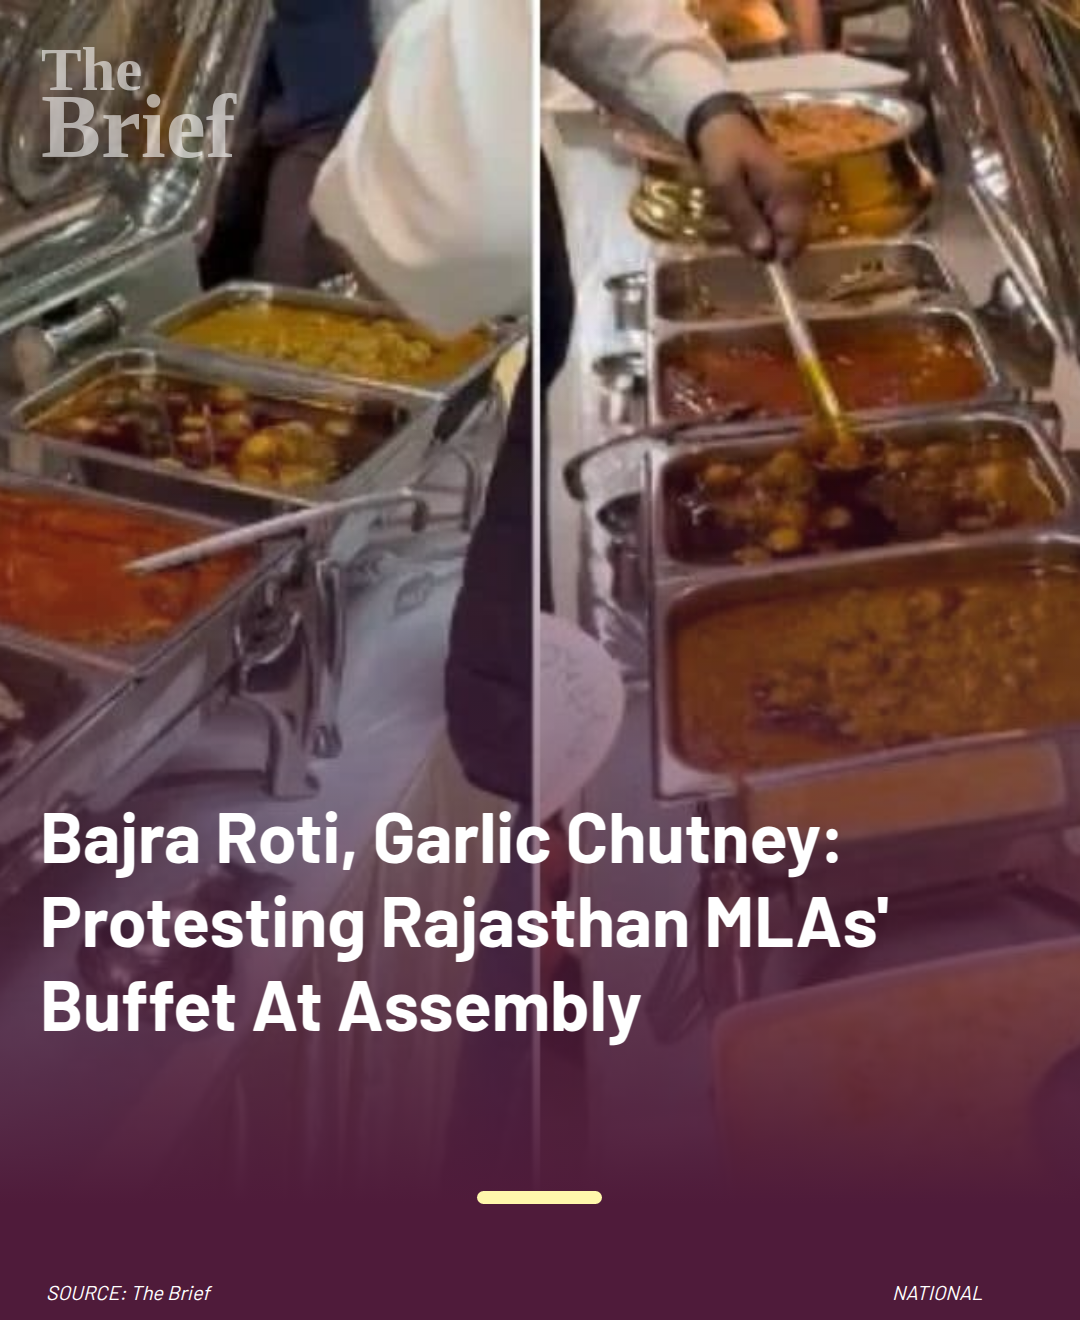 The
Brief
Bajra Roti, Garlic Chutney:
Protesting Rajasthan MLAs'
Buffet At Assembly
SOURCE: The Brief
NATIONAL